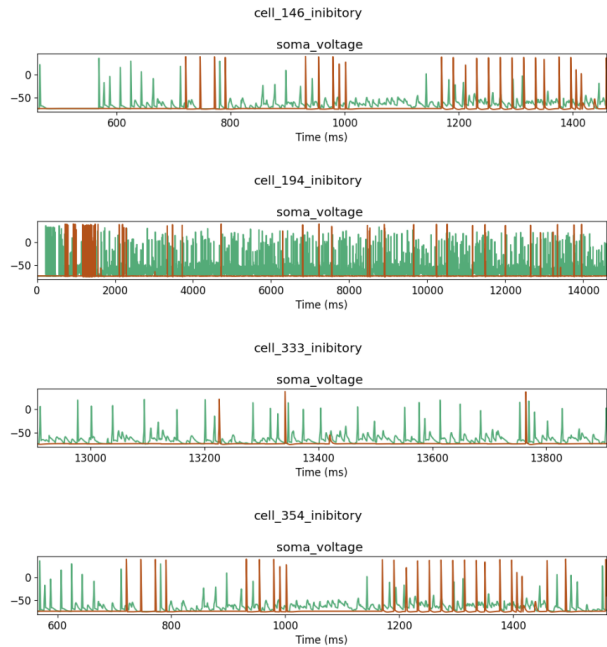 cell_146_inibitory
soma_voltage
0
−50
600 800 1000 1200 1400
Time (ms)
cell_194_inibitory
soma_voltage
0
−50
0 2000 4000 6000 8000 10000 12000 14000
Time (ms)
cell_333_inibitory
soma_voltage
0
−50
13000 13200 13400 13600 13800
Time (ms)
cell_354_inibitory
soma_voltage
0
−50
600 800 1000 1200 1400
Time (ms)